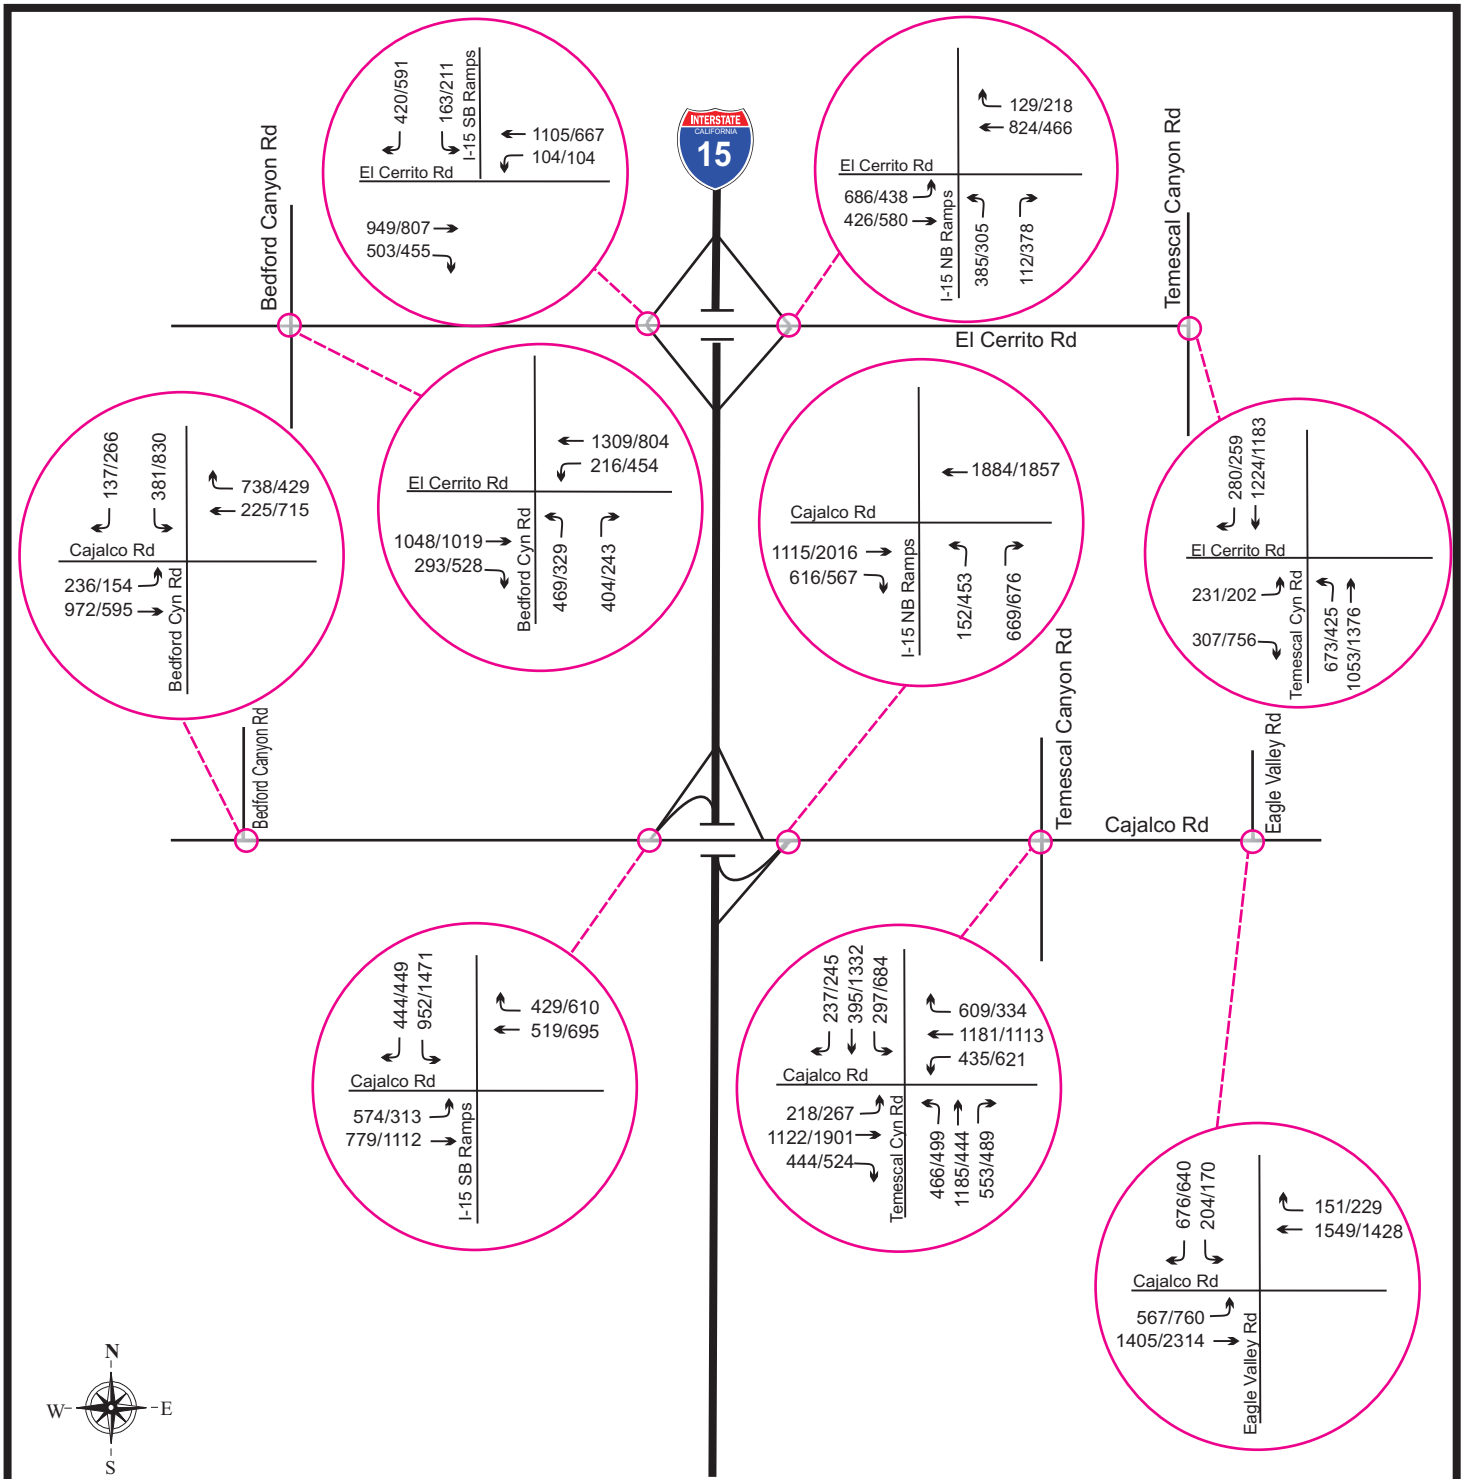 420/591
163/211
I-15 SB Ramps
1105/667
104/104
El Cerrito Rd
949/807
503/455
INTERSTATE
CALIFORNIA
15
129/218
824/466
El Cerrito Rd
686/438
426/580
I-15 NB Ramps
385/305
112/378
Bedford Canyon Rd
Temescal Canyon Rd
El Cerrito Rd
137/266
381/830
738/429
225/715
Cajalco Rd
236/154
972/595
Bedford Cyn Rd
1309/804
216/454
El Cerrito Rd
1048/1019
293/528
Bedford Cyn Rd
469/329
404/243
1884/1857
Cajalco Rd
1115/2016
616/567
I-15 NB Ramps
152/453
669/676
280/259
1224/183
El Cerrito Rd
231/202
307/756
Temescal Cyn Rd
673/425
1053/1376
Bedford Canyon Rd
Temescal Canyon Rd
Eagle Valley Rd
Cajalco Rd
444/449
952/1471
429/610
519/695
Cajalco Rd
574/313
779/1112
I-15 SB Ramps
237/245
395/1332
297/684
609/334
1181/1113
435/621
Cajalco Rd
218/267
1122/1901
444/524
Temescal Cyn Rd
466/499
1185/444
553/489
676/640
204/170
151/229
1549/1428
Cajalco Rd
567/760
1405/2314
Eagle Valley Rd
N
W
E
S